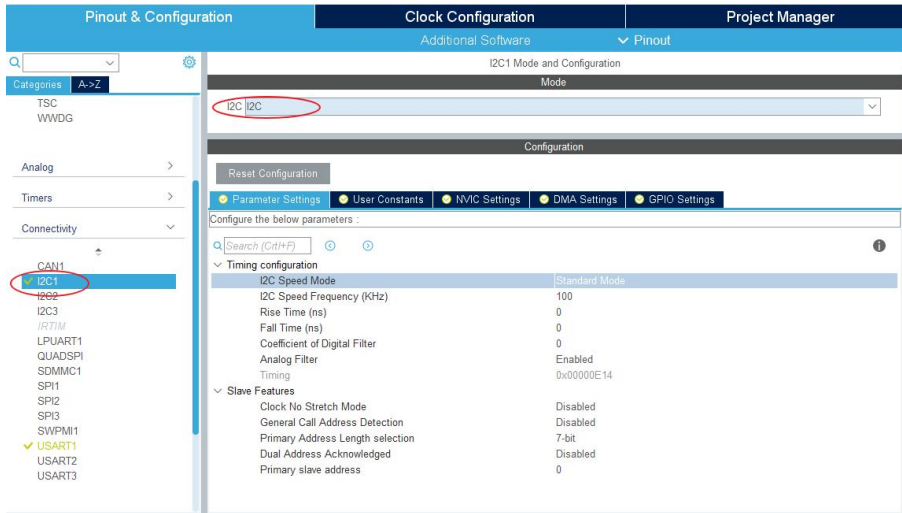 Pinout & Configuration Clock Configuration Project Manager
Additional Software Pinout
I2C1 Mode and Configuration
Categories A->Z
Mode
TSC
WWDG
I2C I2C
Configuration
Analog
Reset Configuration
Timers
Parameter Settings User Constants NVIC Settings DMA Settings GPIO Settings
Configure the below parameters :
Connectivity
Search (Crtl+F)
CAN1
I2C1
I2C2
I2C3
IRTIM
LPUART1
QUADSPI
SDMMC1
SPI1
SPI2
SPI3
SWPMI1
USART1
USART2
USART3
Timing configuration
I2C Speed Mode Standard Mode
I2C Speed Frequency (KHz) 100
Rise Time (ns) 0
Fall Time (ns) 0
Coefficient of Digital Filter 0
Analog Filter Enabled
Timing 0x00000E14
Slave Features
Clock No Stretch Mode Disabled
General Call Address Detection Disabled
Primary Address Length selection 7-bit
Dual Address Acknowledged Disabled
Primary slave address 0